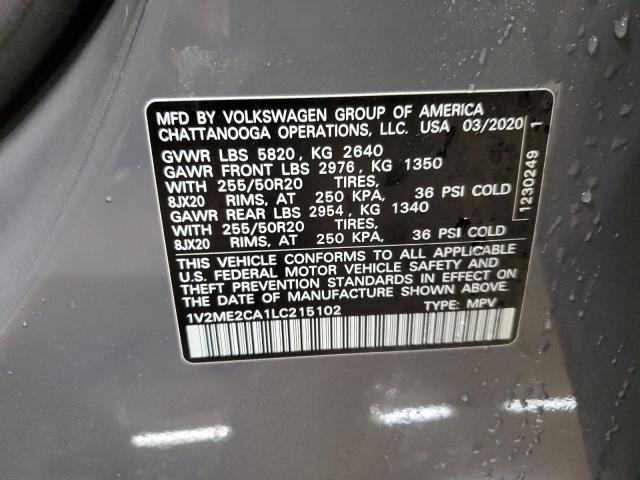 MFD BY VOLKSWAGEN GROUP OF AMERICA
CHATTANOOGA OPERATIONS, LLC. USA 03/2020
GVWR LBS 5820, KG 2640
GAWR FRONT LBS 2976, KG 1350
WITH 255/50R20 TIRES,
8JX20 RIMS, AT 250 KPA, 36 PSI COLD
GAWR REAR LBS 2954, KG 1340
WITH 255/50R20 TIRES,
8JX20 RIMS, AT 250 KPA, 36 PSI COLD
THIS VEHICLE CONFORMS TO ALL APPLICABLE
U.S. FEDERAL MOTOR VEHICLE SAFETY AND
THEFT PREVENTION STANDARDS IN EFFECT ON
THE DATE OF MANUFACTURE SHOWN ABOVE.
1V2ME2CA1LC215102 TYPE: MPV
1230249 1